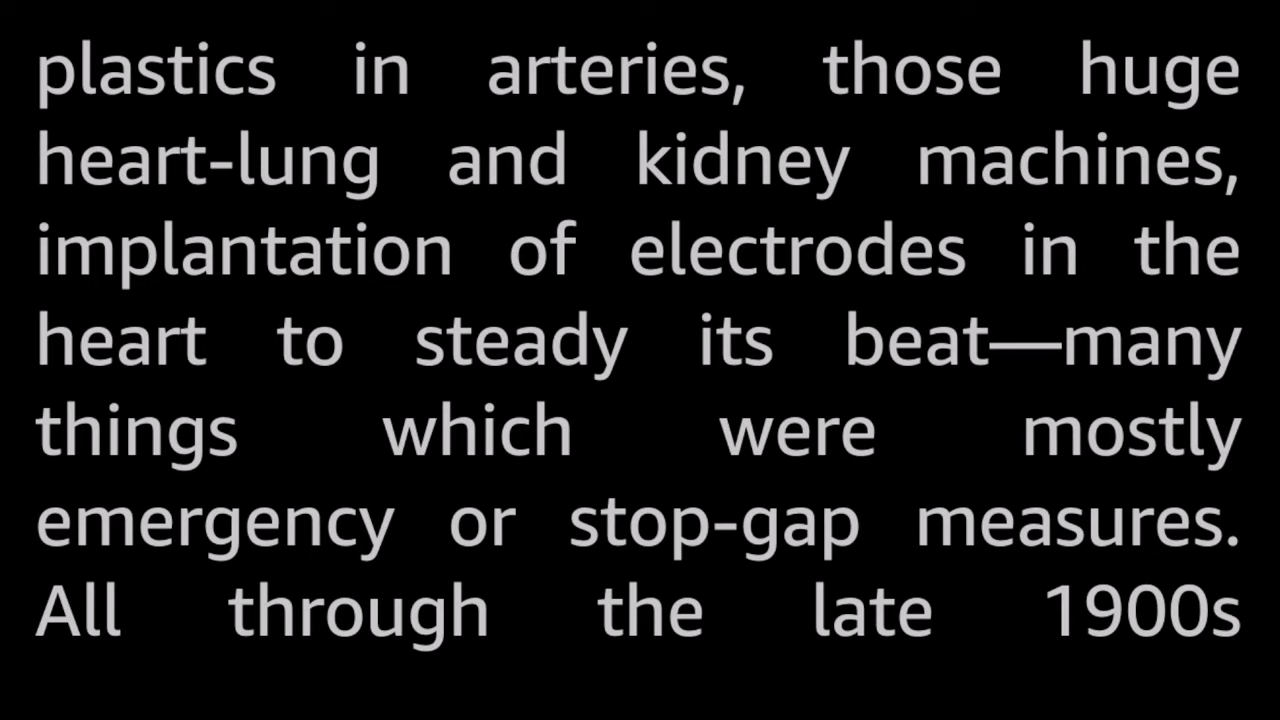 plastics in arteries, those huge
heart-lung and kidney machines,
implantation of electrodes in the
heart to steady its beat—many
things which were mostly
emergency or stop-gap measures.
All through the late 1900s